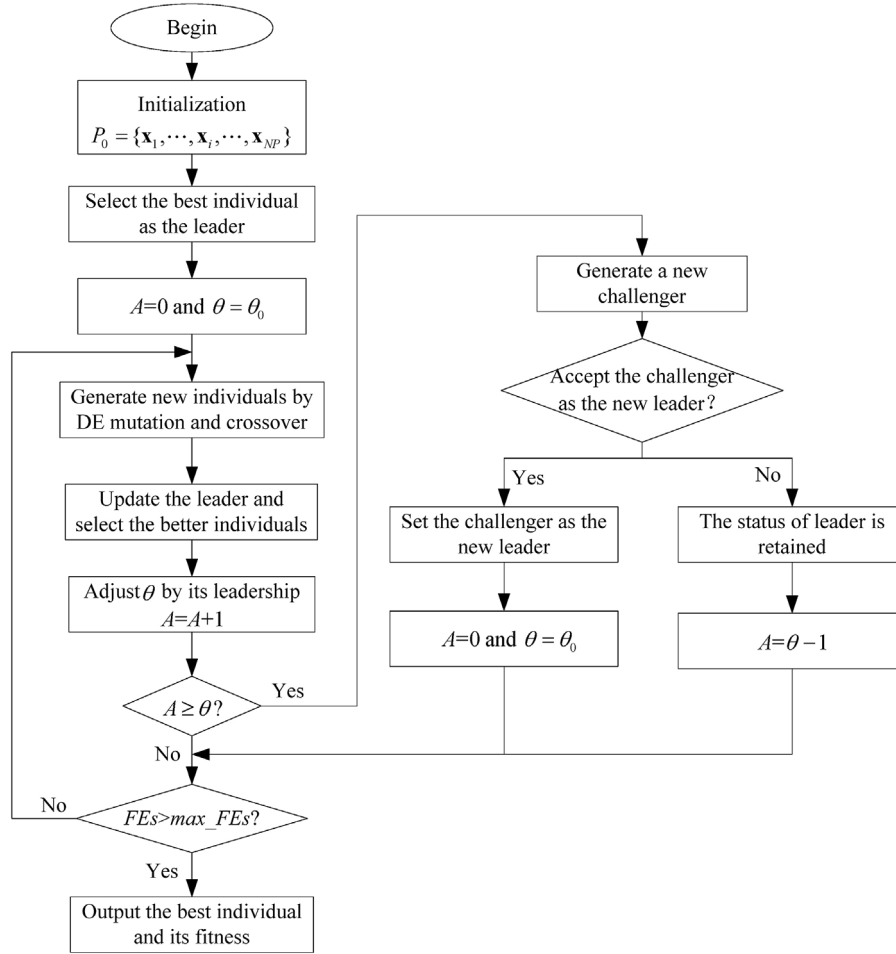 Begin
Initialization
P₀ = {x₁,⋯,xᵢ,⋯,x_NP}
Select the best individual
as the leader
A=0 and θ = θ₀
Generate new individuals by
DE mutation and crossover
Update the leader and
select the better individuals
Adjust θ by its leadership
A=A+1
A ≥ θ?
Yes
No
FEs>max_FEs?
No
Yes
Output the best individual
and its fitness
Generate a new
challenger
Accept the challenger
as the new leader?
Yes
No
Set the challenger as the
new leader
The status of leader is
retained
A=0 and θ = θ₀
A=θ−1